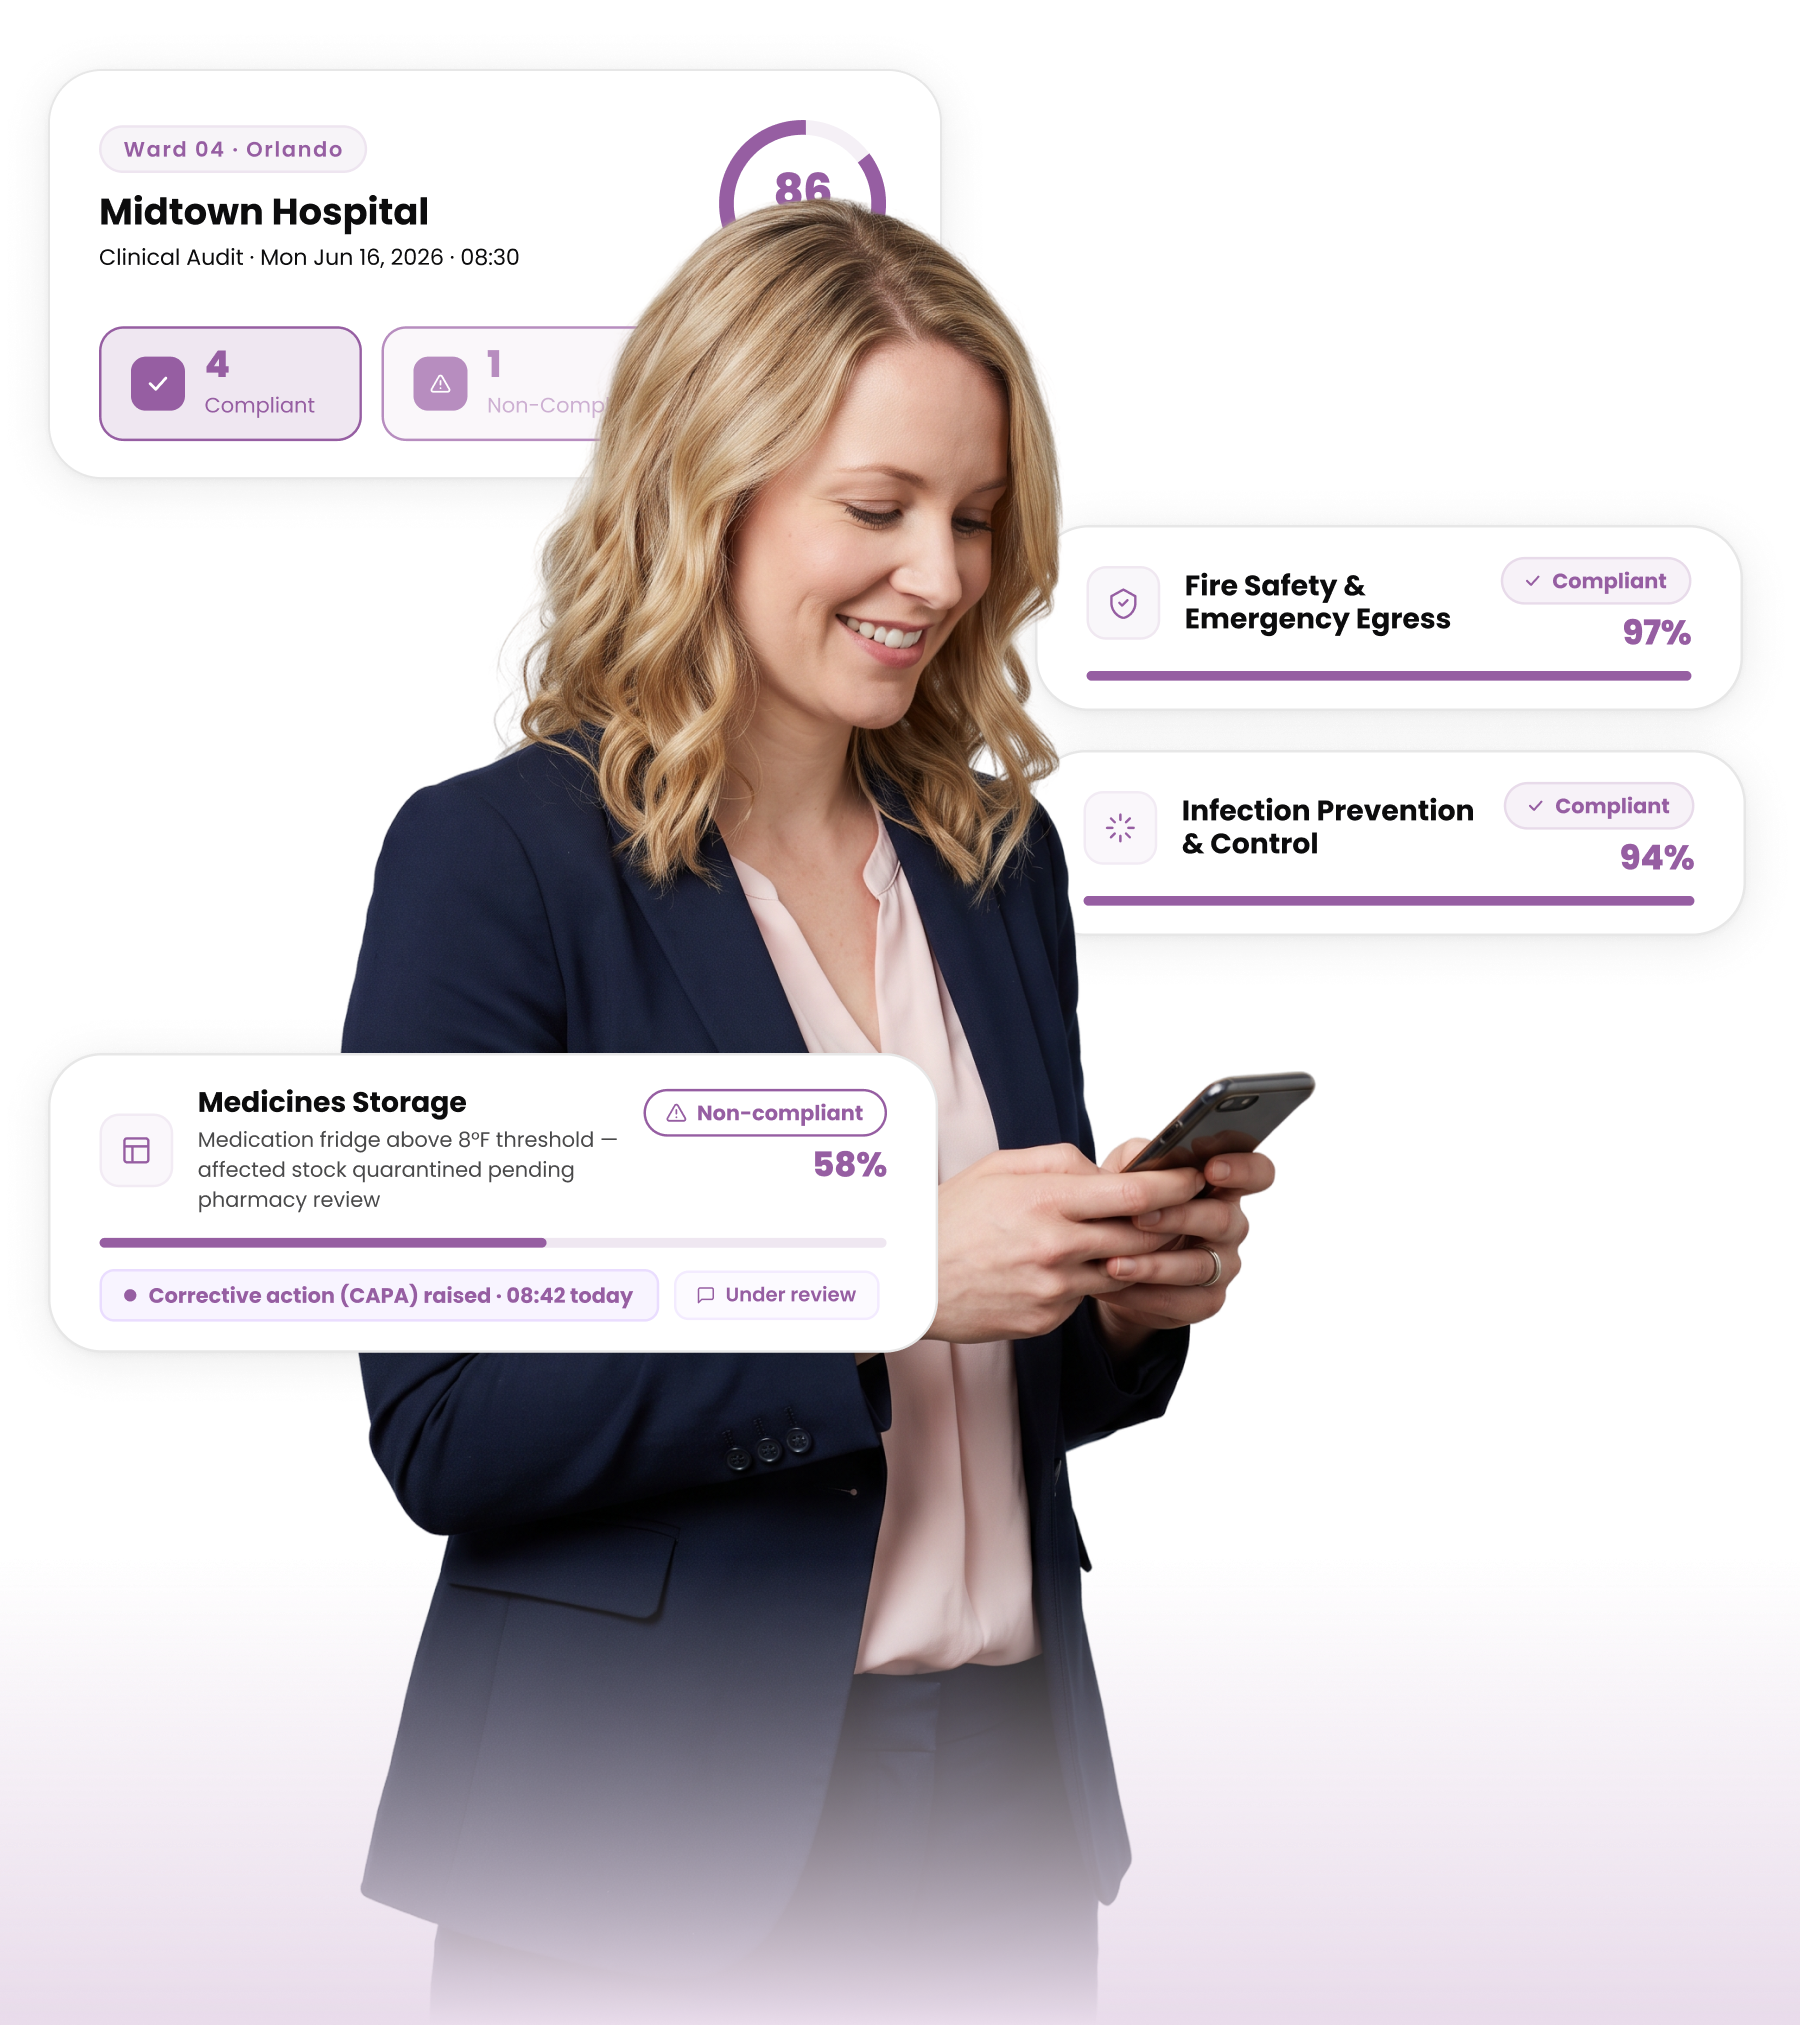 Ward 04 · Orlando
Midtown Hospital
Clinical Audit · Mon Jun 16, 2026 · 08:30
86
4
Compliant
1
Non-Compl
Fire Safety &
Emergency Egress
Compliant
97%
Infection Prevention
& Control
Compliant
94%
Medicines Storage
Medication fridge above 8°F threshold —
affected stock quarantined pending
pharmacy review
Non-compliant
58%
Corrective action (CAPA) raised · 08:42 today
Under review